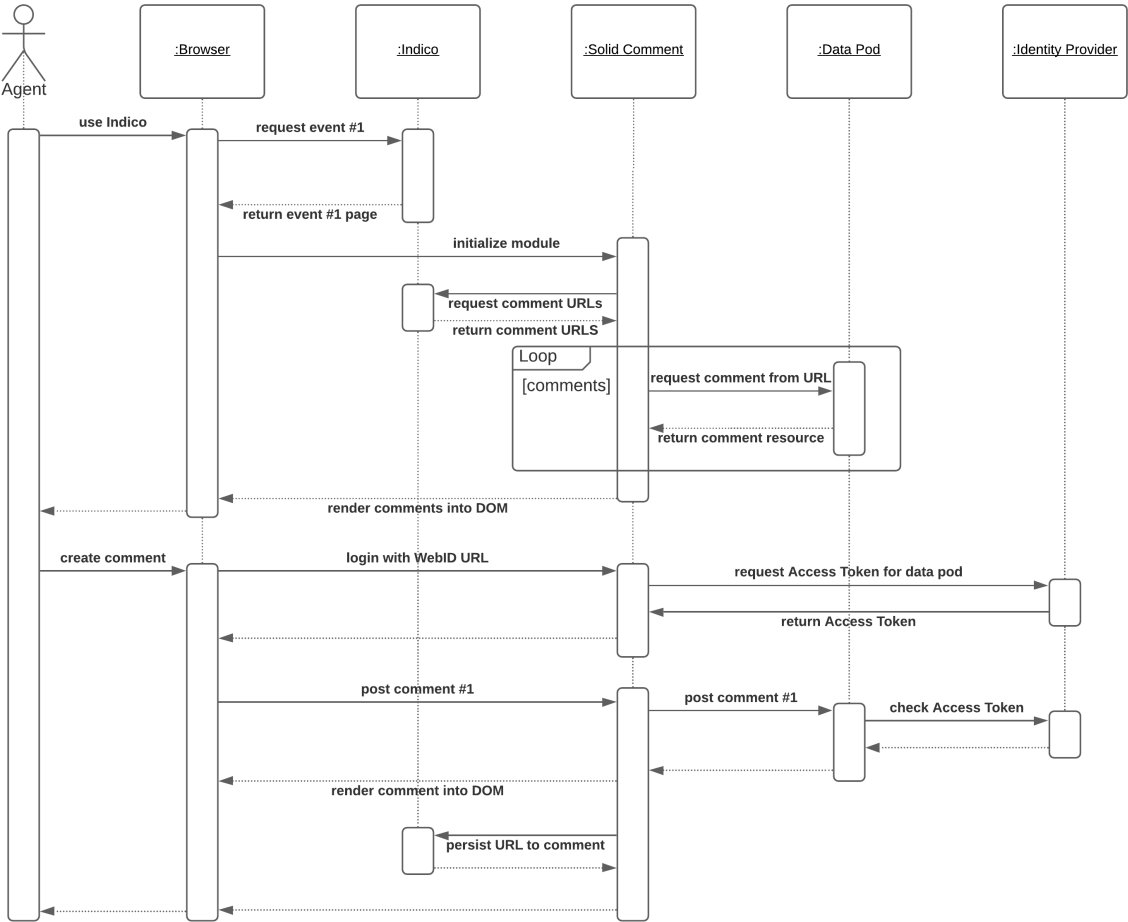 Agent
:Browser
:Indico
:Solid Comment
:Data Pod
:Identity Provider
use Indico
request event #1
return event #1 page
initialize module
request comment URLs
return comment URLS
Loop
[comments]
request comment from URL
return comment resource
render comments into DOM
create comment
login with WebID URL
request Access Token for data pod
return Access Token
post comment #1
post comment #1
check Access Token
render comment into DOM
persist URL to comment